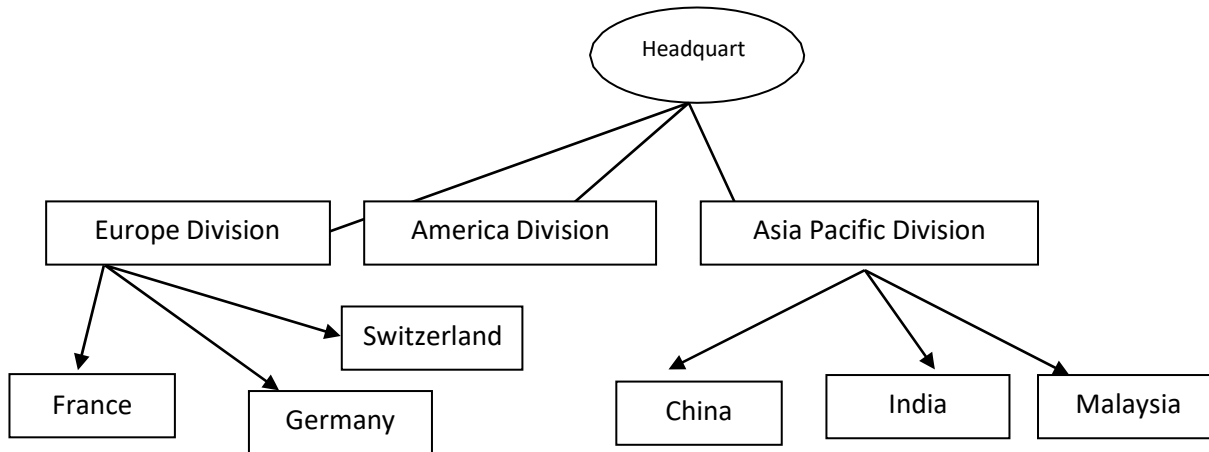 Headquart
Europe Division
America Division
Asia Pacific Division
Switzerland
France
Germany
China
India
Malaysia